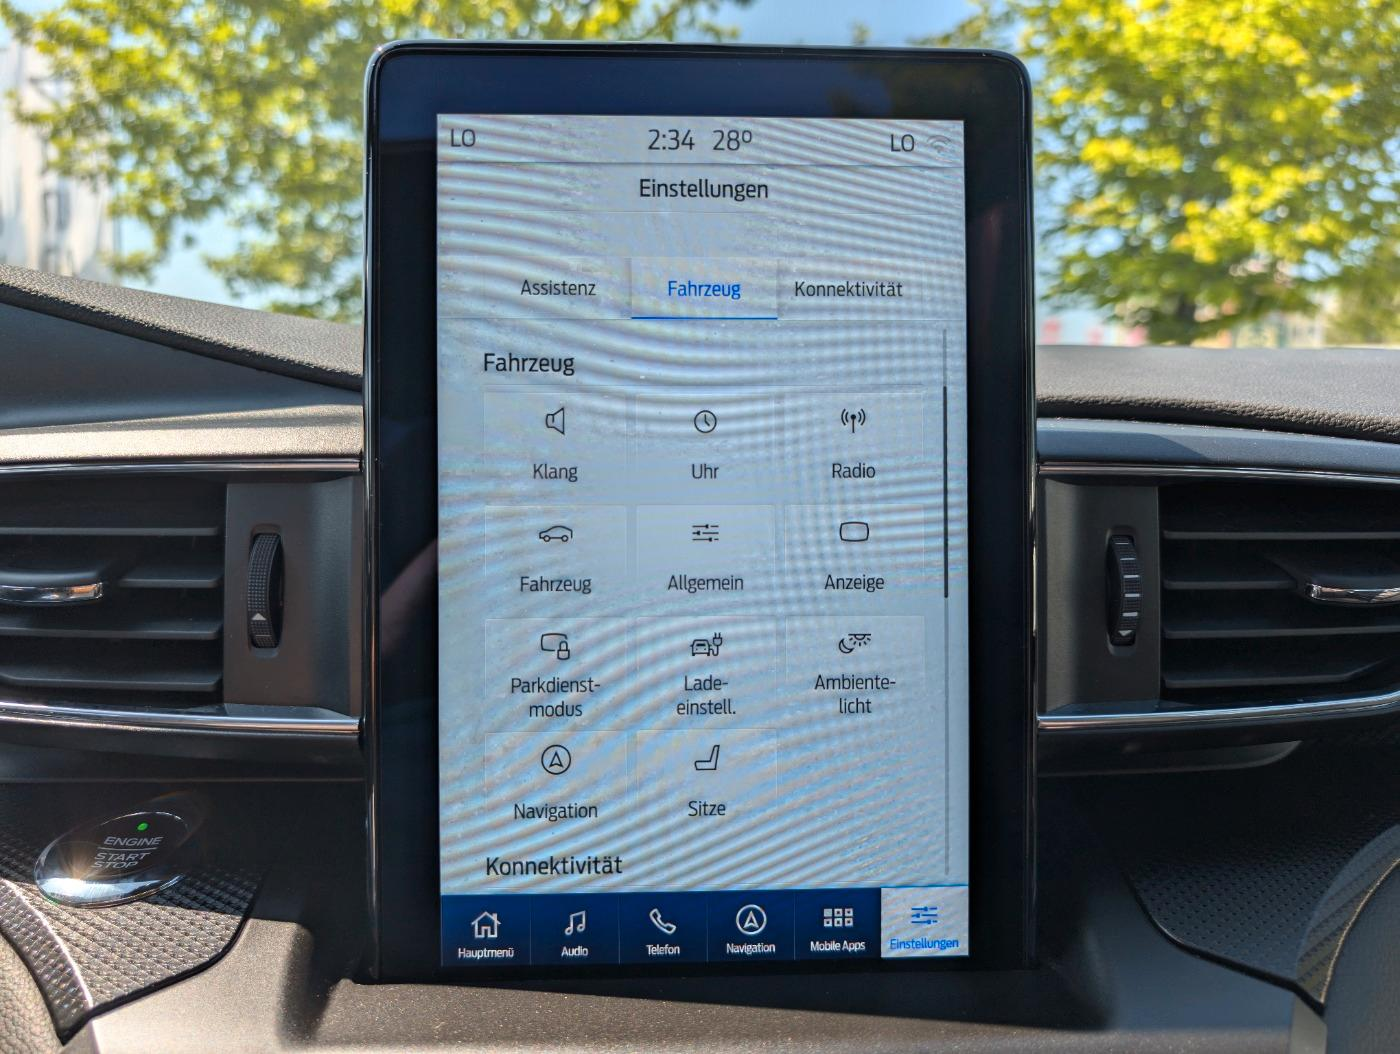 LO 2:34 28° LO
Einstellungen
Assistenz Fahrzeug Konnektivität
Fahrzeug
Klang Uhr Radio
Fahrzeug Allgemein Anzeige
Parkdienst- Lade- Ambiente-
modus einstell. licht
Navigation Sitze
Konnektivität
Hauptmenü Audio Telefon Navigation Mobile Apps Einstellungen
ENGINE
START
STOP